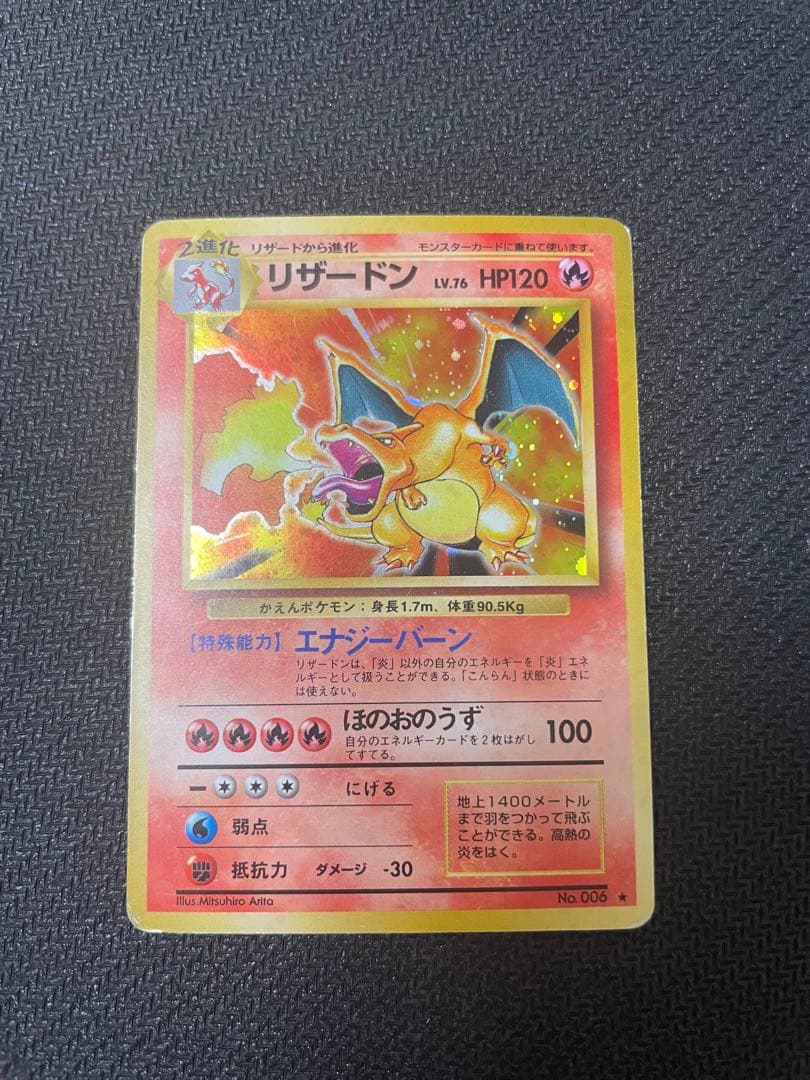 2進化 リザードから進化 モンスターカードに重ねて使います。
リザードン LV.76 HP120
かえんポケモン：身長1.7m、体重90.5Kg
【特殊能力】エナジーバーン
リザードンは、「炎」以外の自分のエネルギーを「炎」エネ
ルギーとして扱うことができる。「こんらん」状態のときに
は使えない。
ほのおのうず 100
自分のエネルギーカードを2枚はがし
てすてる。
にげる
弱点
抵抗力 ダメージ -30
地上1400メートル
まで羽をつかって飛ぶ
ことができる。高熱の
炎をはく。
Illus.Mitsuhiro Arita No. 006 ★